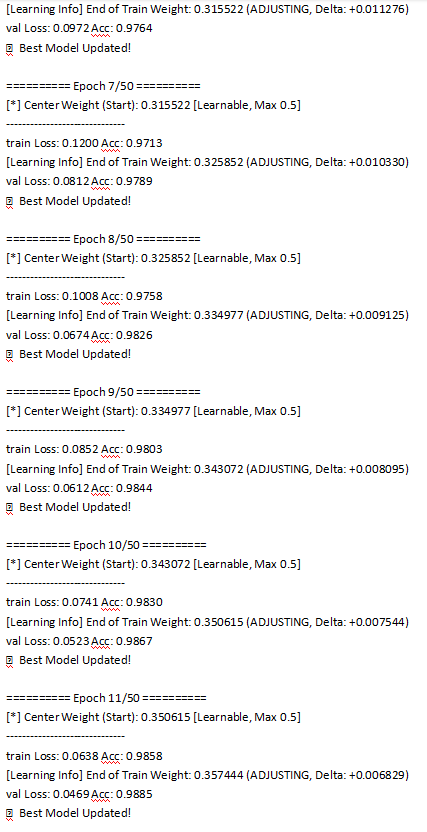 [Learning Info] End of Train Weight: 0.315522 (ADJUSTING, Delta: +0.011276)
val Loss: 0.0972 Acc: 0.9764
Best Model Updated!
========== Epoch 7/50 ==========
[*] Center Weight (Start): 0.315522 [Learnable, Max 0.5]
------------------------------
train Loss: 0.1200 Acc: 0.9713
[Learning Info] End of Train Weight: 0.325852 (ADJUSTING, Delta: +0.010330)
val Loss: 0.0812 Acc: 0.9789
Best Model Updated!
========== Epoch 8/50 ==========
[*] Center Weight (Start): 0.325852 [Learnable, Max 0.5]
------------------------------
train Loss: 0.1008 Acc: 0.9758
[Learning Info] End of Train Weight: 0.334977 (ADJUSTING, Delta: +0.009125)
val Loss: 0.0674 Acc: 0.9826
Best Model Updated!
========== Epoch 9/50 ==========
[*] Center Weight (Start): 0.334977 [Learnable, Max 0.5]
------------------------------
train Loss: 0.0852 Acc: 0.9803
[Learning Info] End of Train Weight: 0.343072 (ADJUSTING, Delta: +0.008095)
val Loss: 0.0612 Acc: 0.9844
Best Model Updated!
========== Epoch 10/50 ==========
[*] Center Weight (Start): 0.343072 [Learnable, Max 0.5]
------------------------------
train Loss: 0.0741 Acc: 0.9830
[Learning Info] End of Train Weight: 0.350615 (ADJUSTING, Delta: +0.007544)
val Loss: 0.0523 Acc: 0.9867
Best Model Updated!
========== Epoch 11/50 ==========
[*] Center Weight (Start): 0.350615 [Learnable, Max 0.5]
------------------------------
train Loss: 0.0638 Acc: 0.9858
[Learning Info] End of Train Weight: 0.357444 (ADJUSTING, Delta: +0.006829)
val Loss: 0.0469 Acc: 0.9885
Best Model Updated!